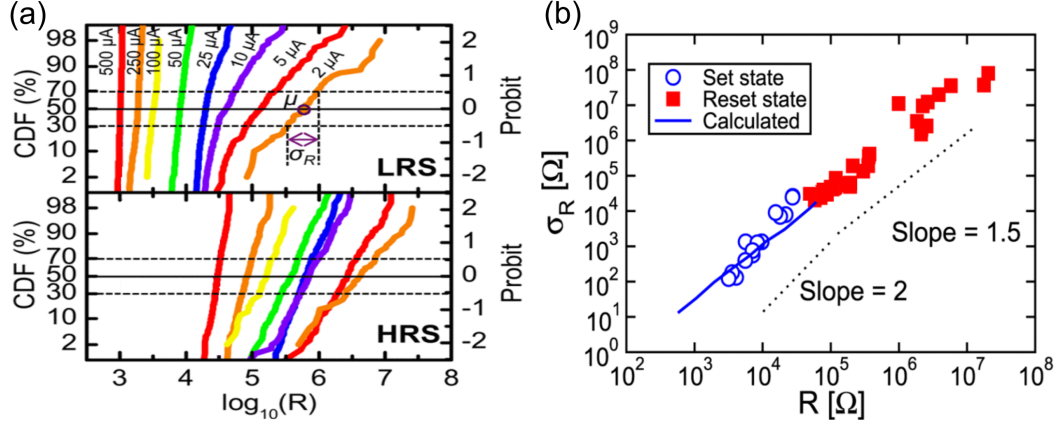 (a)
500 µA
250 µA
100 µA
50 µA
25 µA
10 µA
5 µA
2 µA
CDF (%)
98
90
70
50
30
10
2
Probit
2
1
0
-1
-2
μ
σR
LRS
CDF (%)
98
90
70
50
30
10
2
Probit
2
1
0
-1
-2
HRS
3 4 5 6 7 8
log10(R)
(b)
σR [Ω]
10^9
10^8
10^7
10^6
10^5
10^4
10^3
10^2
10^1
10^0
Set state
Reset state
Calculated
Slope = 1.5
Slope = 2
10^2 10^3 10^4 10^5 10^6 10^7 10^8
R [Ω]